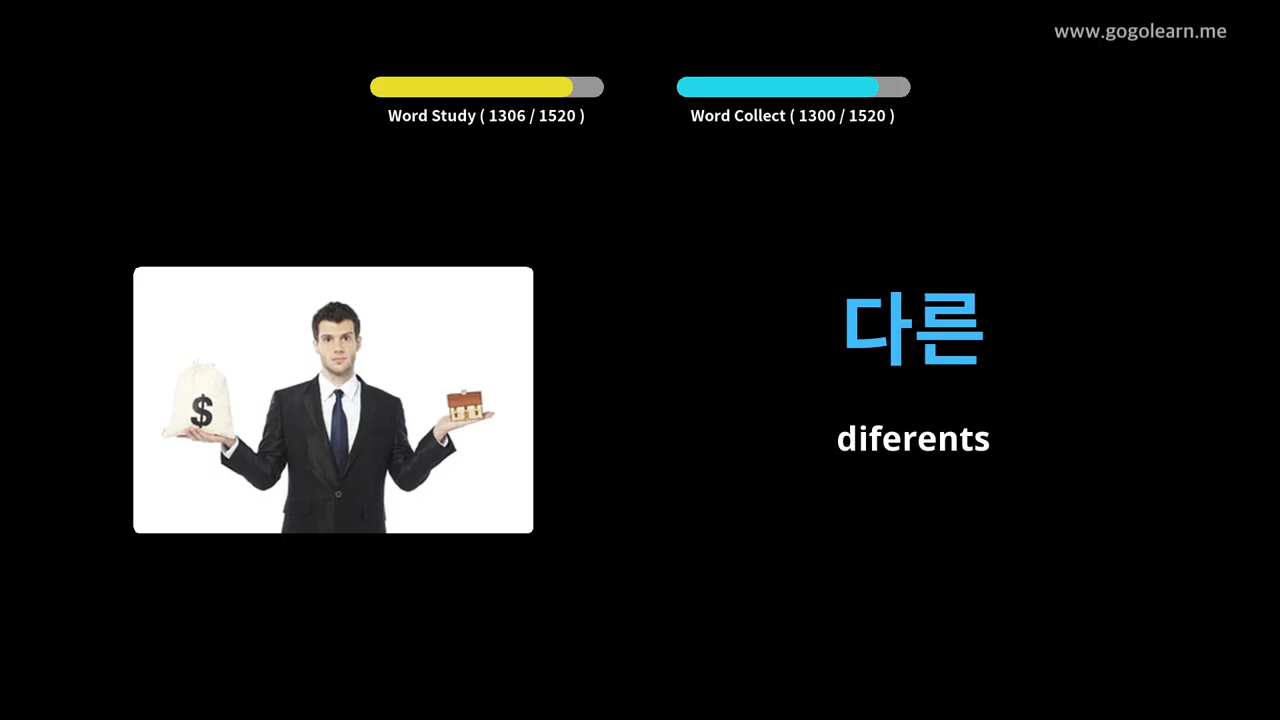 www.gogolearn.me
Word Study ( 1306 / 1520 )
Word Collect ( 1300 / 1520 )
$
다른
diferents